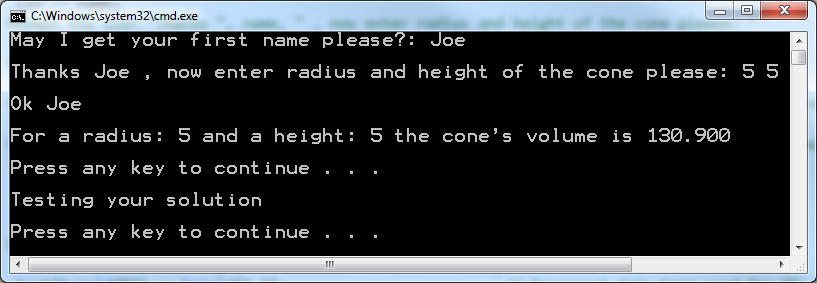 C:\Windows\system32\cmd.exe
May I get your first name please?: Joe
Thanks Joe , now enter radius and height of the cone please: 5 5
Ok Joe
For a radius: 5 and a height: 5 the cone's volume is 130.900
Press any key to continue . . .
Testing your solution
Press any key to continue . . .